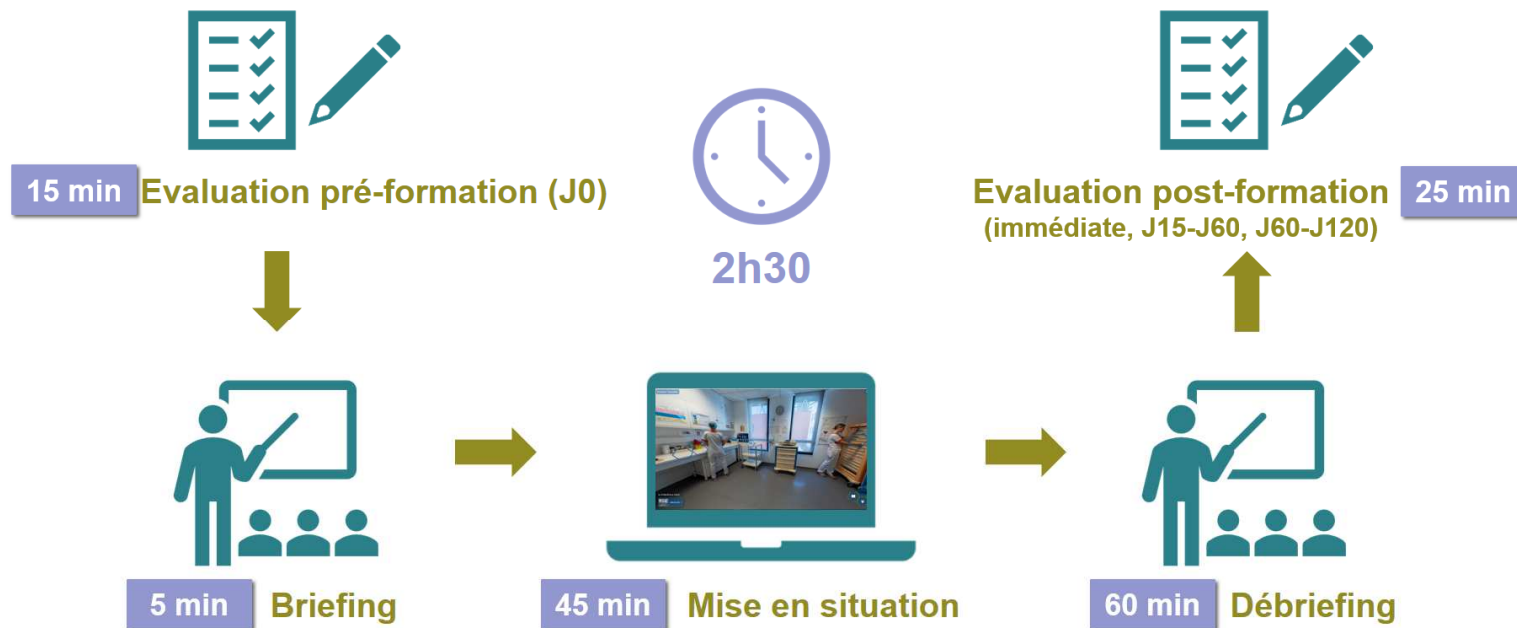 15 min Evaluation pré-formation (J0)
2h30
Evaluation post-formation 25 min
(immédiate, J15-J60, J60-J120)
5 min Briefing
45 min Mise en situation
60 min Débriefing